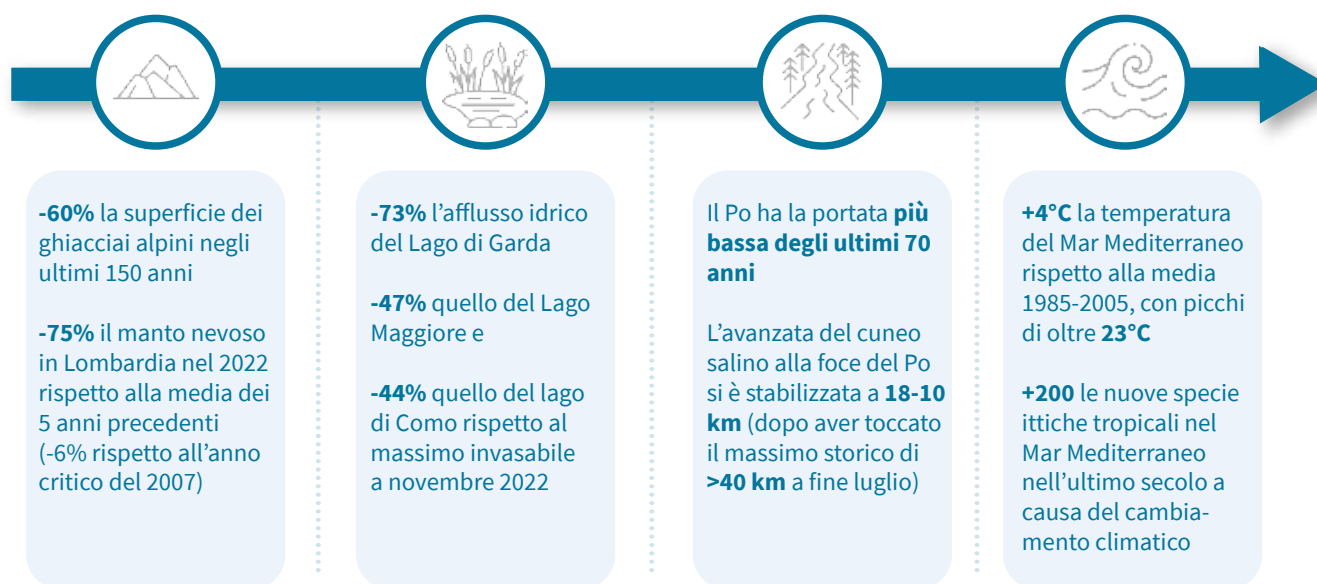 -60% la superficie dei
ghiacciai alpini negli
ultimi 150 anni
-75% il manto nevoso
in Lombardia nel 2022
rispetto alla media dei
5 anni precedenti
(-6% rispetto all’anno
critico del 2007)
-73% l’afflusso idrico
del Lago di Garda
-47% quello del Lago
Maggiore e
-44% quello del lago
di Como rispetto al
massimo invasabile
a novembre 2022
Il Po ha la portata più
bassa degli ultimi 70
anni
L’avanzata del cuneo
salino alla foce del Po
si è stabilizzata a 18-10
km (dopo aver toccato
il massimo storico di
>40 km a fine luglio)
+4°C la temperatura
del Mar Mediterraneo
rispetto alla media
1985-2005, con picchi
di oltre 23°C
+200 le nuove specie
ittiche tropicali nel
Mar Mediterraneo
nell’ultimo secolo a
causa del cambia-
mento climatico